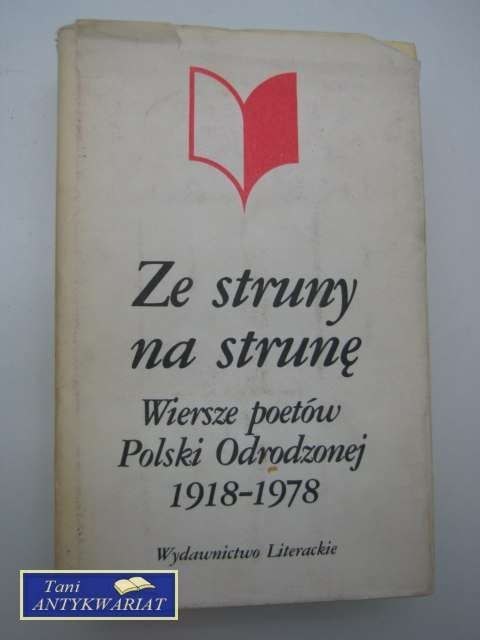 Ze struny
na strunę
Wiersze poetów
Polski Odrodzonej
1918-1978
Wydawnictwo Literackie
Tani
ANTYKWARIAT